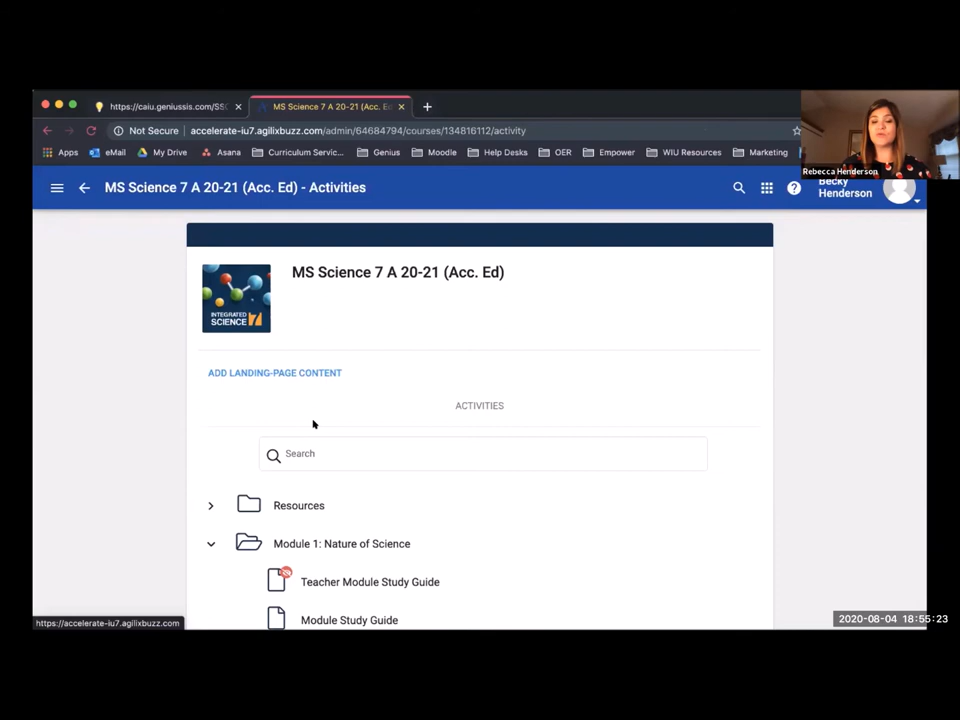 https://caiu.geniussis.com/SSC
MS Science 7 A 20-21 (Acc. Ed
Not Secure | accelerate-iu7.agilixbuzz.com/admin/64684794/courses/134816112/activity
Apps eMail My Drive Asana Curriculum Servic... Genius Moodle Help Desks OER Empower WIU Resources Marketing
Rebecca Henderson
MS Science 7 A 20-21 (Acc. Ed) - Activities
Becky
Henderson
MS Science 7 A 20-21 (Acc. Ed)
INTEGRATED
SCIENCE 7
ADD LANDING-PAGE CONTENT
ACTIVITIES
Search
Resources
Module 1: Nature of Science
Teacher Module Study Guide
Module Study Guide
https://accelerate-iu7.agilixbuzz.com
2020-08-04 18:55:23